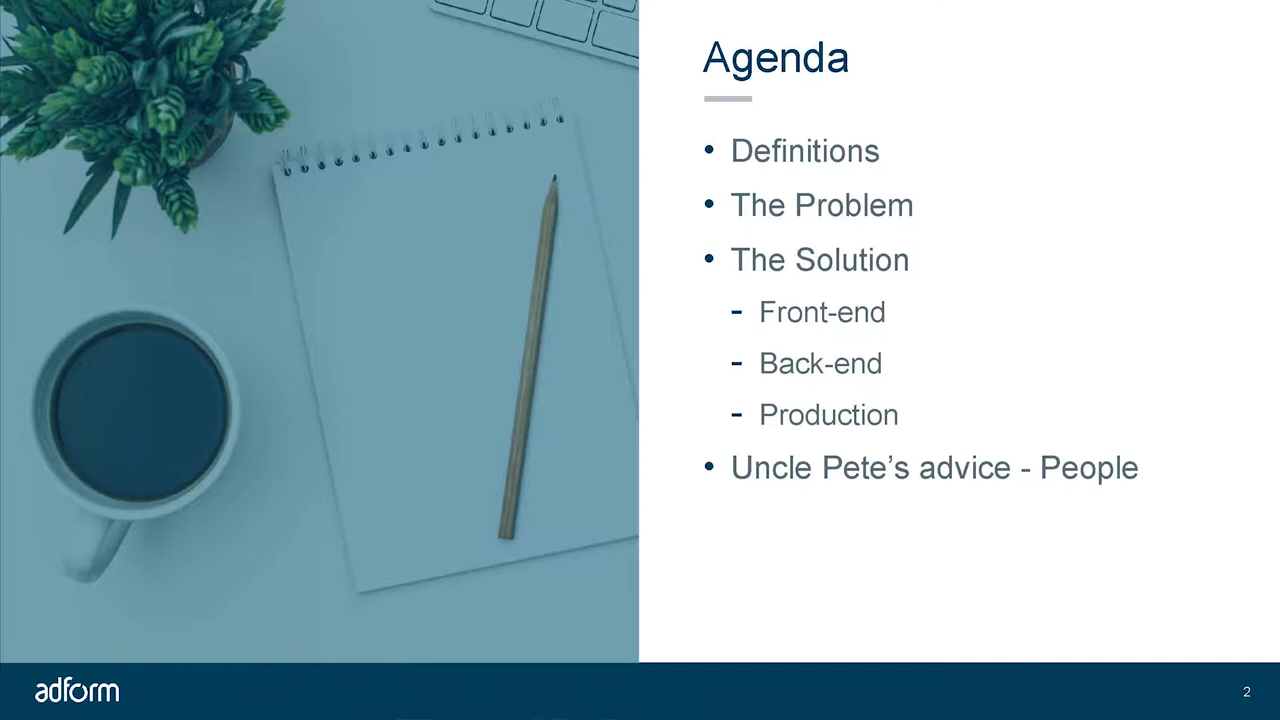 Agenda
• Definitions
• The Problem
• The Solution
- Front-end
- Back-end
- Production
• Uncle Pete’s advice - People
adform
2